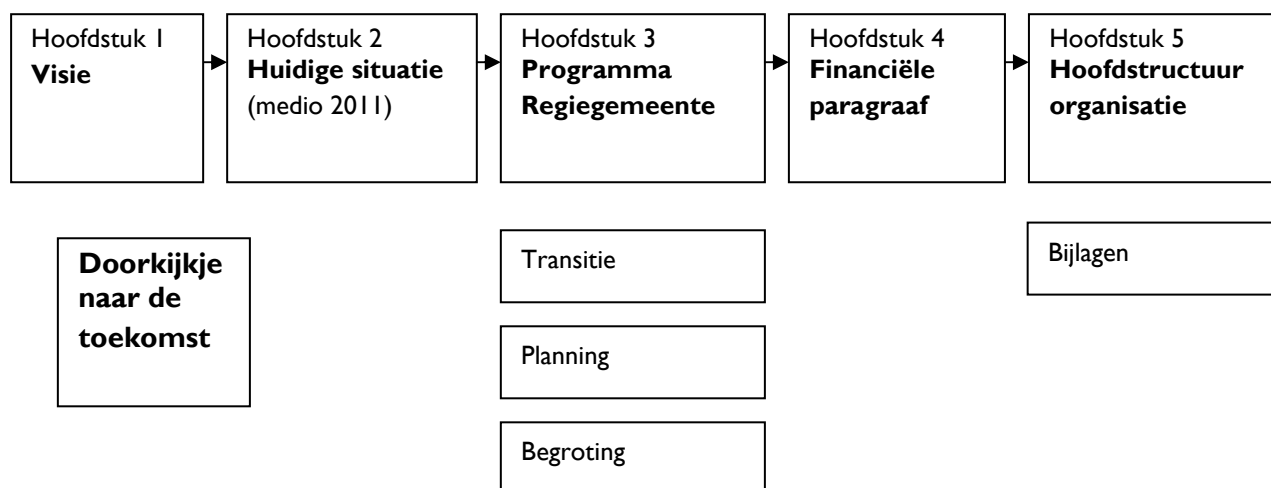 Hoofdstuk 1
Visie
Hoofdstuk 2
Huidige situatie
(medio 2011)
Hoofdstuk 3
Programma
Regiegemeente
Hoofdstuk 4
Financiële
paragraaf
Hoofdstuk 5
Hoofdstructuur
organisatie
Doorkijkje
naar de
toekomst
Transitie
Planning
Begroting
Bijlagen